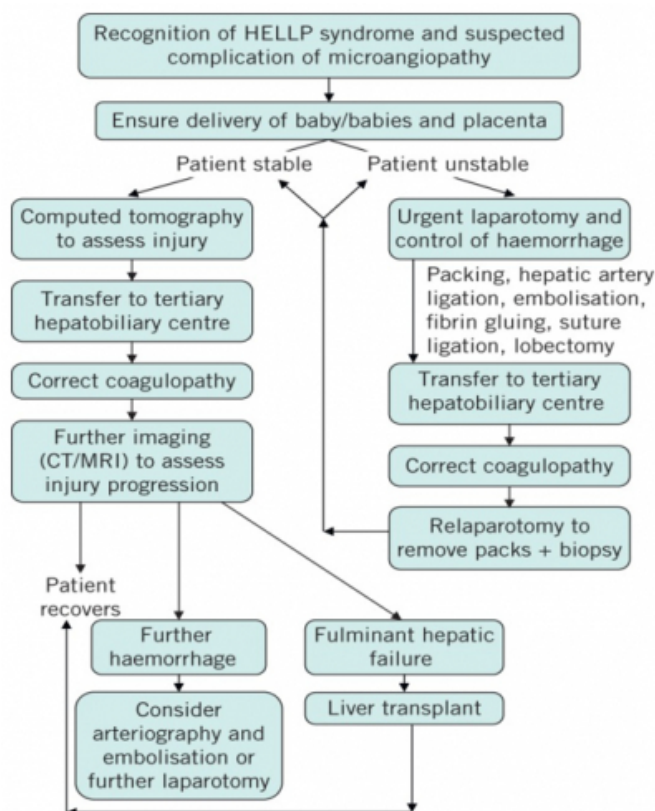 Recognition of HELLP syndrome and suspected
complication of microangiopathy
Ensure delivery of baby/babies and placenta
Patient stable
Patient unstable
Computed tomography
to assess injury
Transfer to tertiary
hepatobiliary centre
Correct coagulopathy
Further imaging
(CT/MRI) to assess
injury progression
Urgent laparotomy and
control of haemorrhage
Packing, hepatic artery
ligation, embolisation,
fibrin gluing, suture
ligation, lobectomy
Transfer to tertiary
hepatobiliary centre
Correct coagulopathy
Relaparotomy to
remove packs + biopsy
Patient
recovers
Further
haemorrhage
Consider
arteriography and
embolisation or
further laparotomy
Fulminant hepatic
failure
Liver transplant